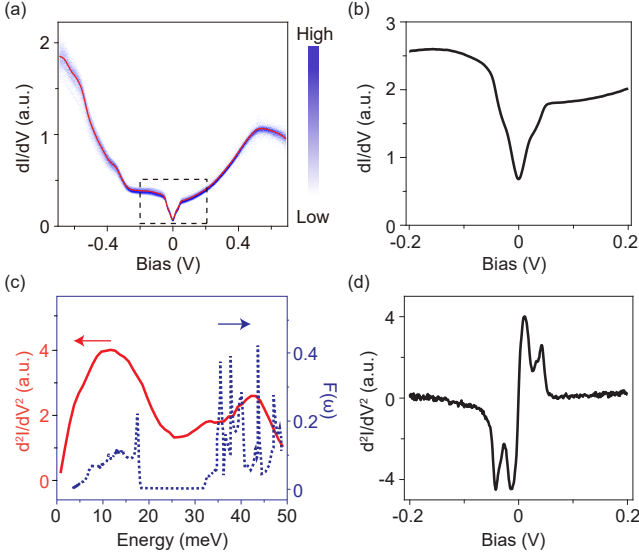 (a)
dI/dV (a.u.)
2
1
0
-0.4
0
0.4
Bias (V)
High
Low
(b)
dI/dV (a.u.)
3
2
1
0
-0.2
0
0.2
Bias (V)
(c)
d²I/dV² (a.u.)
4
2
0
0
10
20
30
40
50
Energy (meV)
0.4
0.2
0
F(ω)
(d)
d²I/dV² (a.u.)
4
0
-4
-0.2
0
0.2
Bias (V)